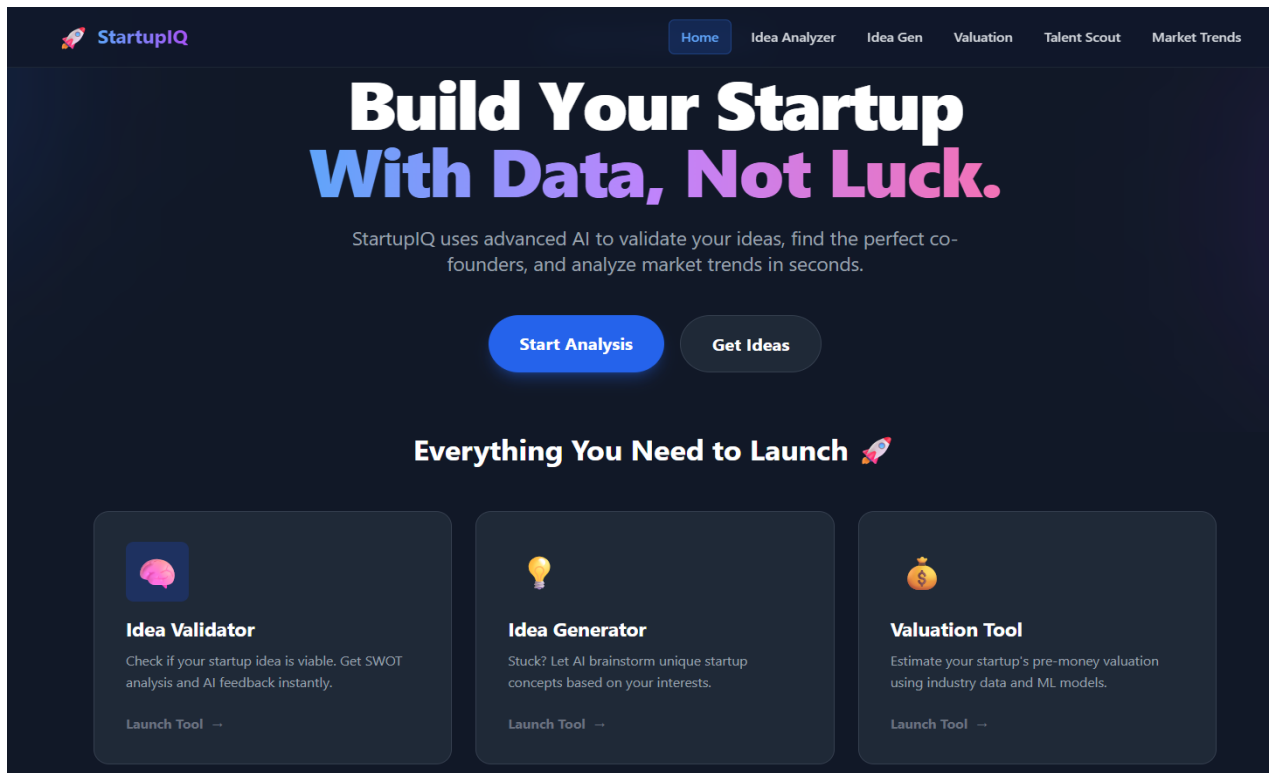 StartupIQ
Home
Idea Analyzer
Idea Gen
Valuation
Talent Scout
Market Trends
Build Your Startup
With Data, Not Luck.
StartupIQ uses advanced AI to validate your ideas, find the perfect co-
founders, and analyze market trends in seconds.
Start Analysis
Get Ideas
Everything You Need to Launch 🚀
Idea Validator
Check if your startup idea is viable. Get SWOT
analysis and AI feedback instantly.
Launch Tool →
Idea Generator
Stuck? Let AI brainstorm unique startup
concepts based on your interests.
Launch Tool →
Valuation Tool
Estimate your startup's pre-money valuation
using industry data and ML models.
Launch Tool →